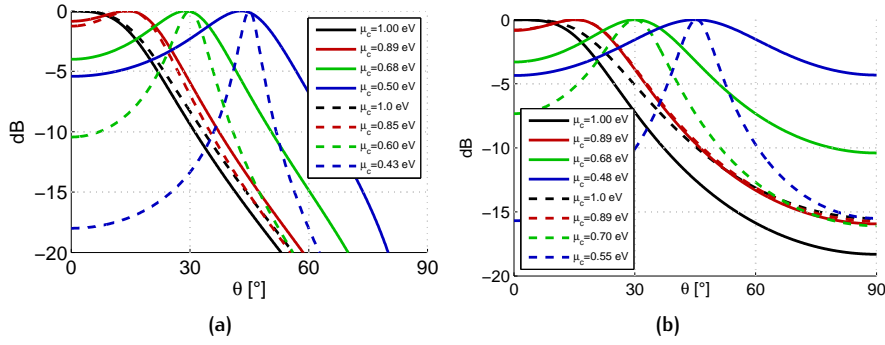 0
−5
−10
−15
−20
dB
0
30
60
90
θ [°]
μc=1.00 eV
μc=0.89 eV
μc=0.68 eV
μc=0.50 eV
μc=1.0 eV
μc=0.85 eV
μc=0.60 eV
μc=0.43 eV
(a)
0
−5
−10
−15
−20
dB
0
30
60
90
θ [°]
μc=1.00 eV
μc=0.89 eV
μc=0.68 eV
μc=0.48 eV
μc=1.0 eV
μc=0.89 eV
μc=0.70 eV
μc=0.55 eV
(b)